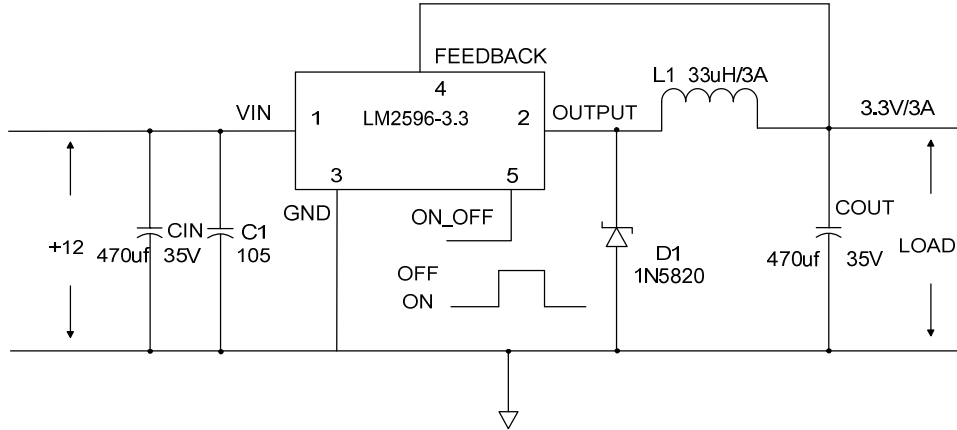 FEEDBACK
4
L1 33uH/3A
VIN
1
LM2596-3.3
2
OUTPUT
3.3V/3A
3
5
GND
ON_OFF
+12
CIN
470uf 35V
C1
105
OFF
ON
D1
1N5820
COUT
470uf 35V
LOAD